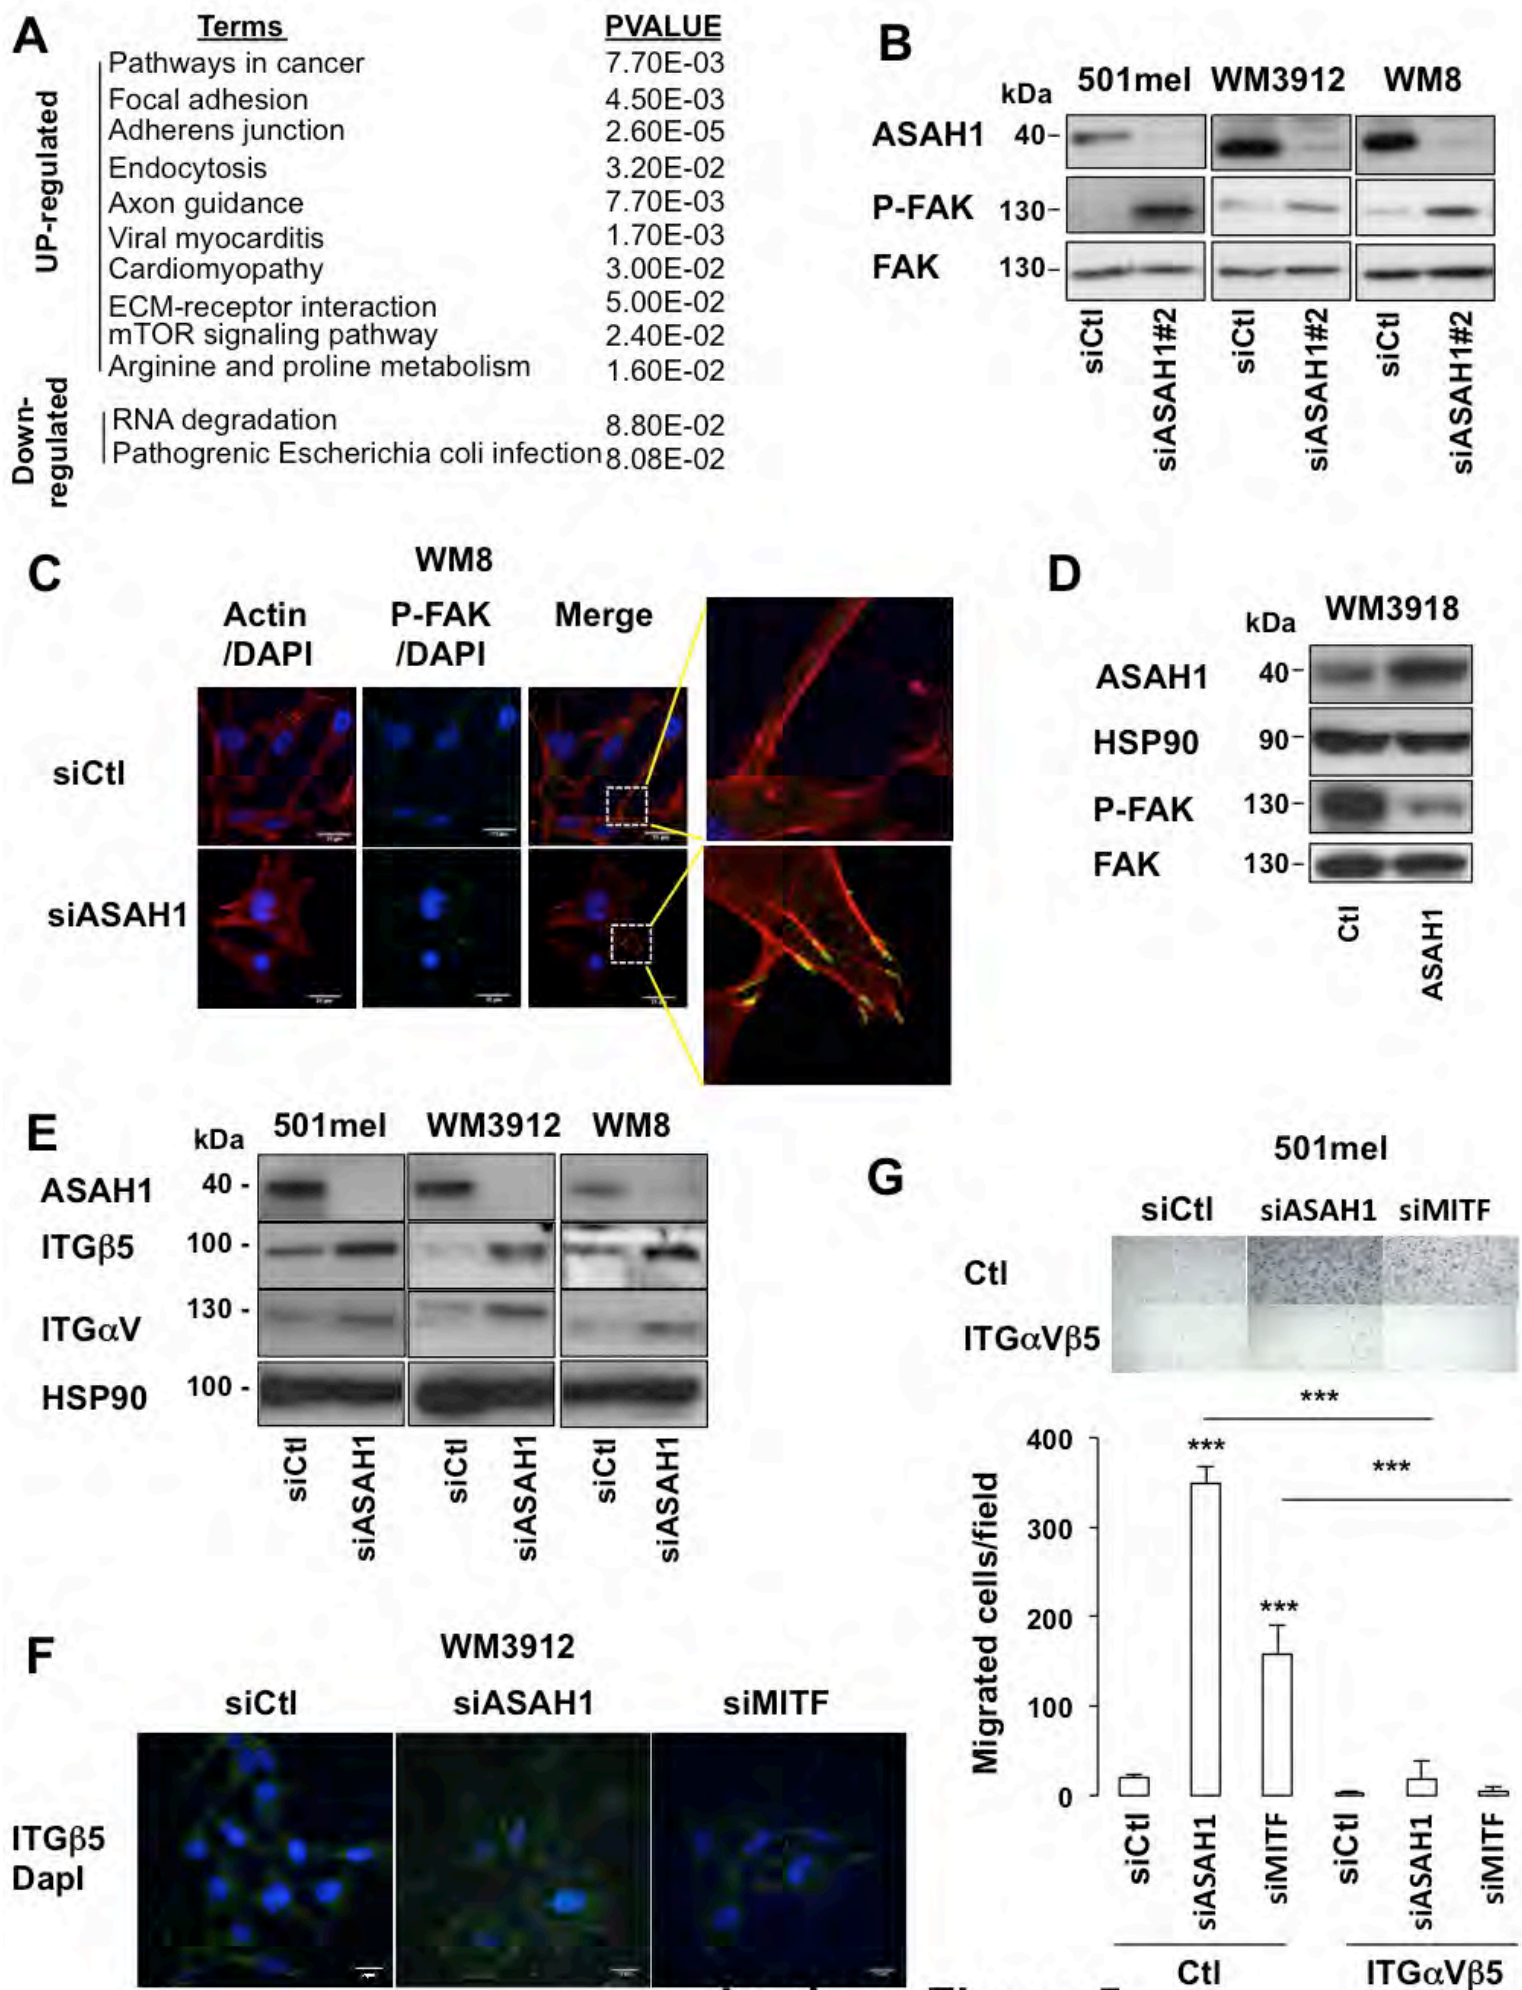 A
Terms PVALUE
UP-regulated
Pathways in cancer 7.70E-03
Focal adhesion 4.50E-03
Adherens junction 2.60E-05
Endocytosis 3.20E-02
Axon guidance 7.70E-03
Viral myocarditis 1.70E-03
Cardiomyopathy 3.00E-02
ECM-receptor interaction 5.00E-02
mTOR signaling pathway 2.40E-02
Arginine and proline metabolism 1.60E-02
Down-
regulated
RNA degradation 8.80E-02
Pathogrenic Escherichia coli infection 8.08E-02
B
501mel WM3912 WM8
kDa
ASAH1 40-
P-FAK 130-
FAK 130-
siCtl siASAH1#2 siCtl siASAH1#2 siCtl siASAH1#2
C
WM8
Actin P-FAK Merge
/DAPI /DAPI
siCtl
siASAH1
D
WM3918
kDa
ASAH1 40-
HSP90 90-
P-FAK 130-
FAK 130-
Ctl ASAH1
E
501mel WM3912 WM8
kDa
ASAH1 40 -
ITGβ5 100 -
ITGαV 130 -
HSP90 100 -
siCtl siASAH1 siCtl siASAH1 siCtl siASAH1
F
WM3912
siCtl siASAH1 siMITF
ITGβ5
DapI
G
501mel
siCtl siASAH1 siMITF
Ctl
ITGαVβ5
***
***
***
***
Migrated cells/field
400
300
200
100
0
siCtl siASAH1 siMITF siCtl siASAH1 siMITF
Ctl ITGαVβ5